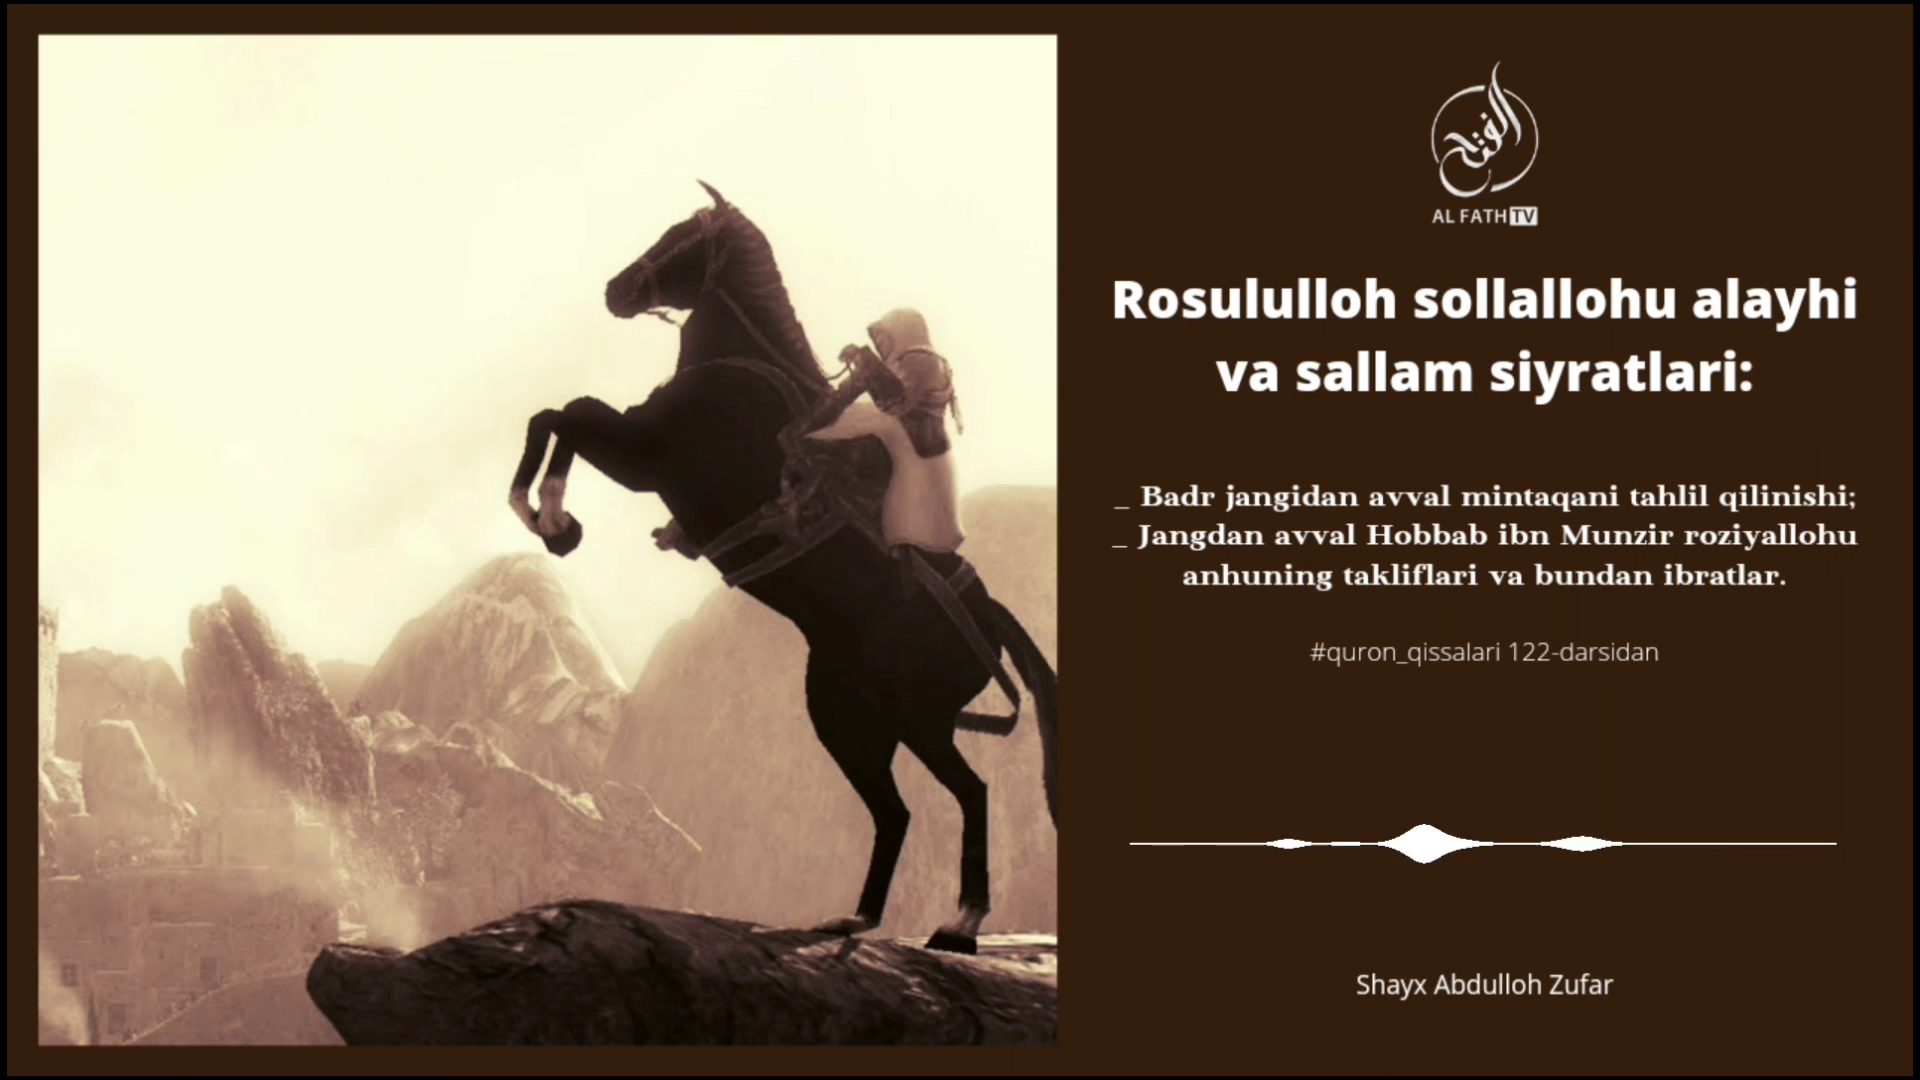 الفتح
AL FATH TV
Rosululloh sollallohu alayhi
va sallam siyratlari:
_ Badr jangidan avval mintaqani tahlil qilinishi;
_ Jangdan avval Hobbab ibn Munzir roziyallohu
anhuning takliflari va bundan ibratlar.
#quron_qissalari 122-darsidan
Shayx Abdulloh Zufar